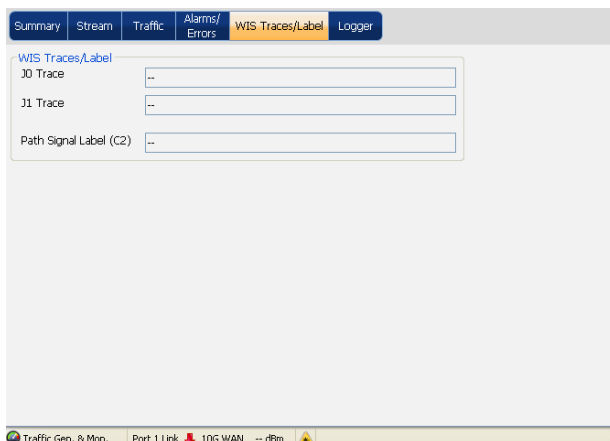 Summary Stream Traffic Alarms/ Errors WIS Traces/Label Logger
WIS Traces/Label
J0 Trace --
J1 Trace --
Path Signal Label (C2) --
Traffic Gen. & Mon. Port 1 Link 10G WAN -- dBm